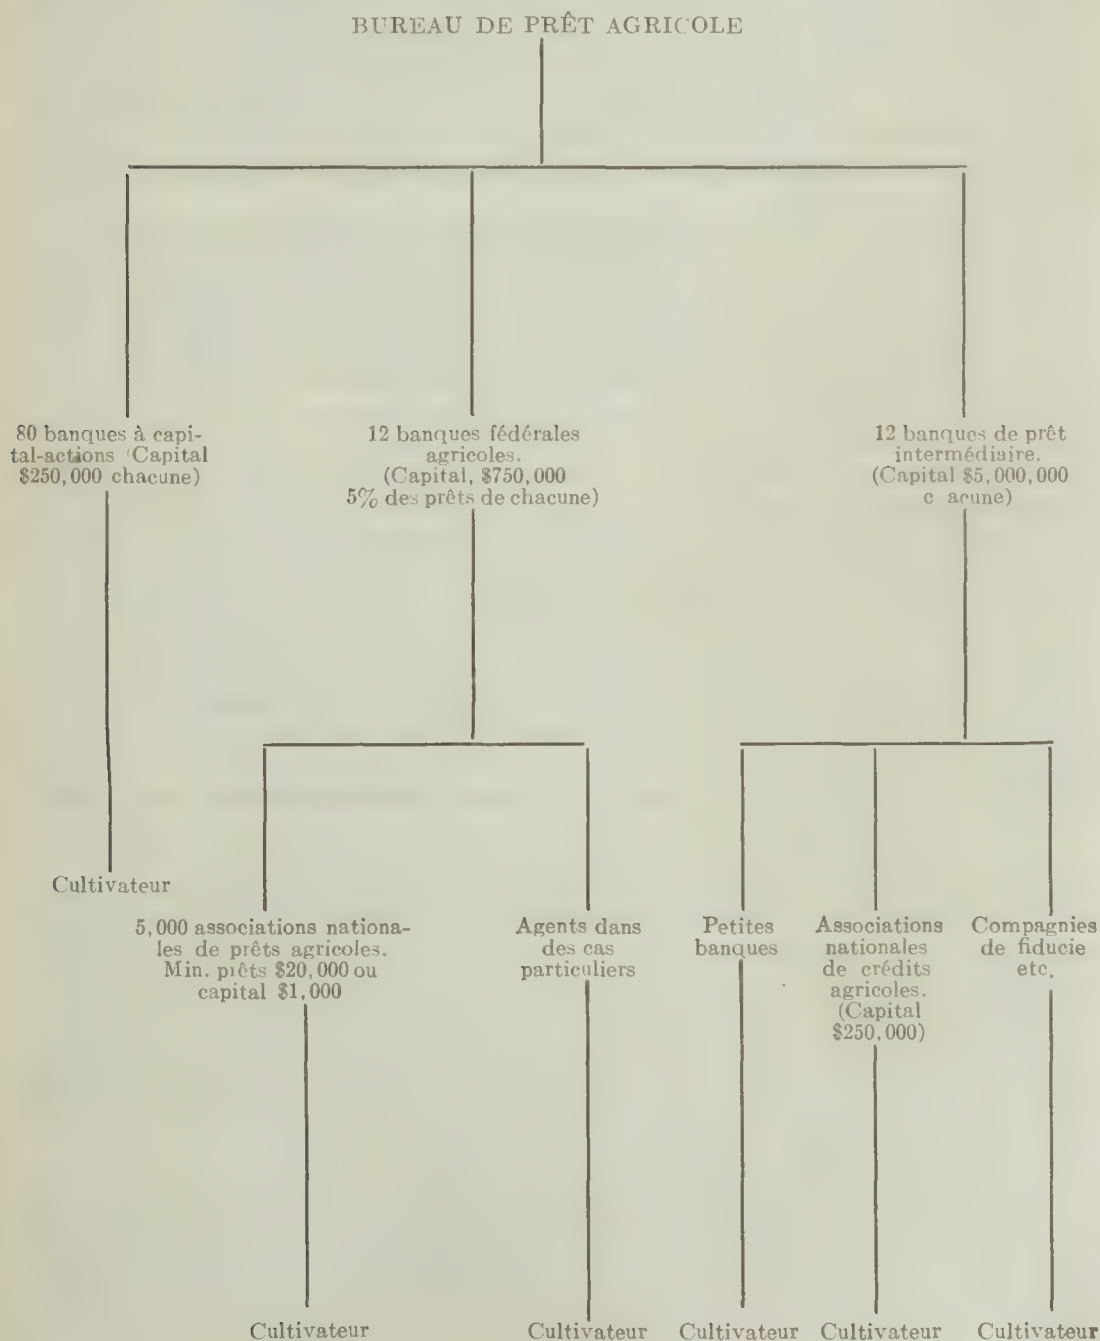 BUREAU DE PRÊT AGRICOLE
80 banques à capi-
tal-actions (Capital
$250,000 chacune)
12 banques fédérales
agricoles.
(Capital, $750,000
5% des prêts de chacune)
12 banques de prêt
intermédiaire.
(Capital $5,000,000
c acune)
Cultivateur
5,000 associations nationa-
les de prêts agricoles.
Min. prêts $20,000 ou
capital $1,000
Agents dans
des cas
particuliers
Petites
banques
Associations
nationales
de crédits
agricoles.
(Capital
$250,000)
Compagnies
de fiducie
etc.
Cultivateur
Cultivateur
Cultivateur
Cultivateur
Cultivateur